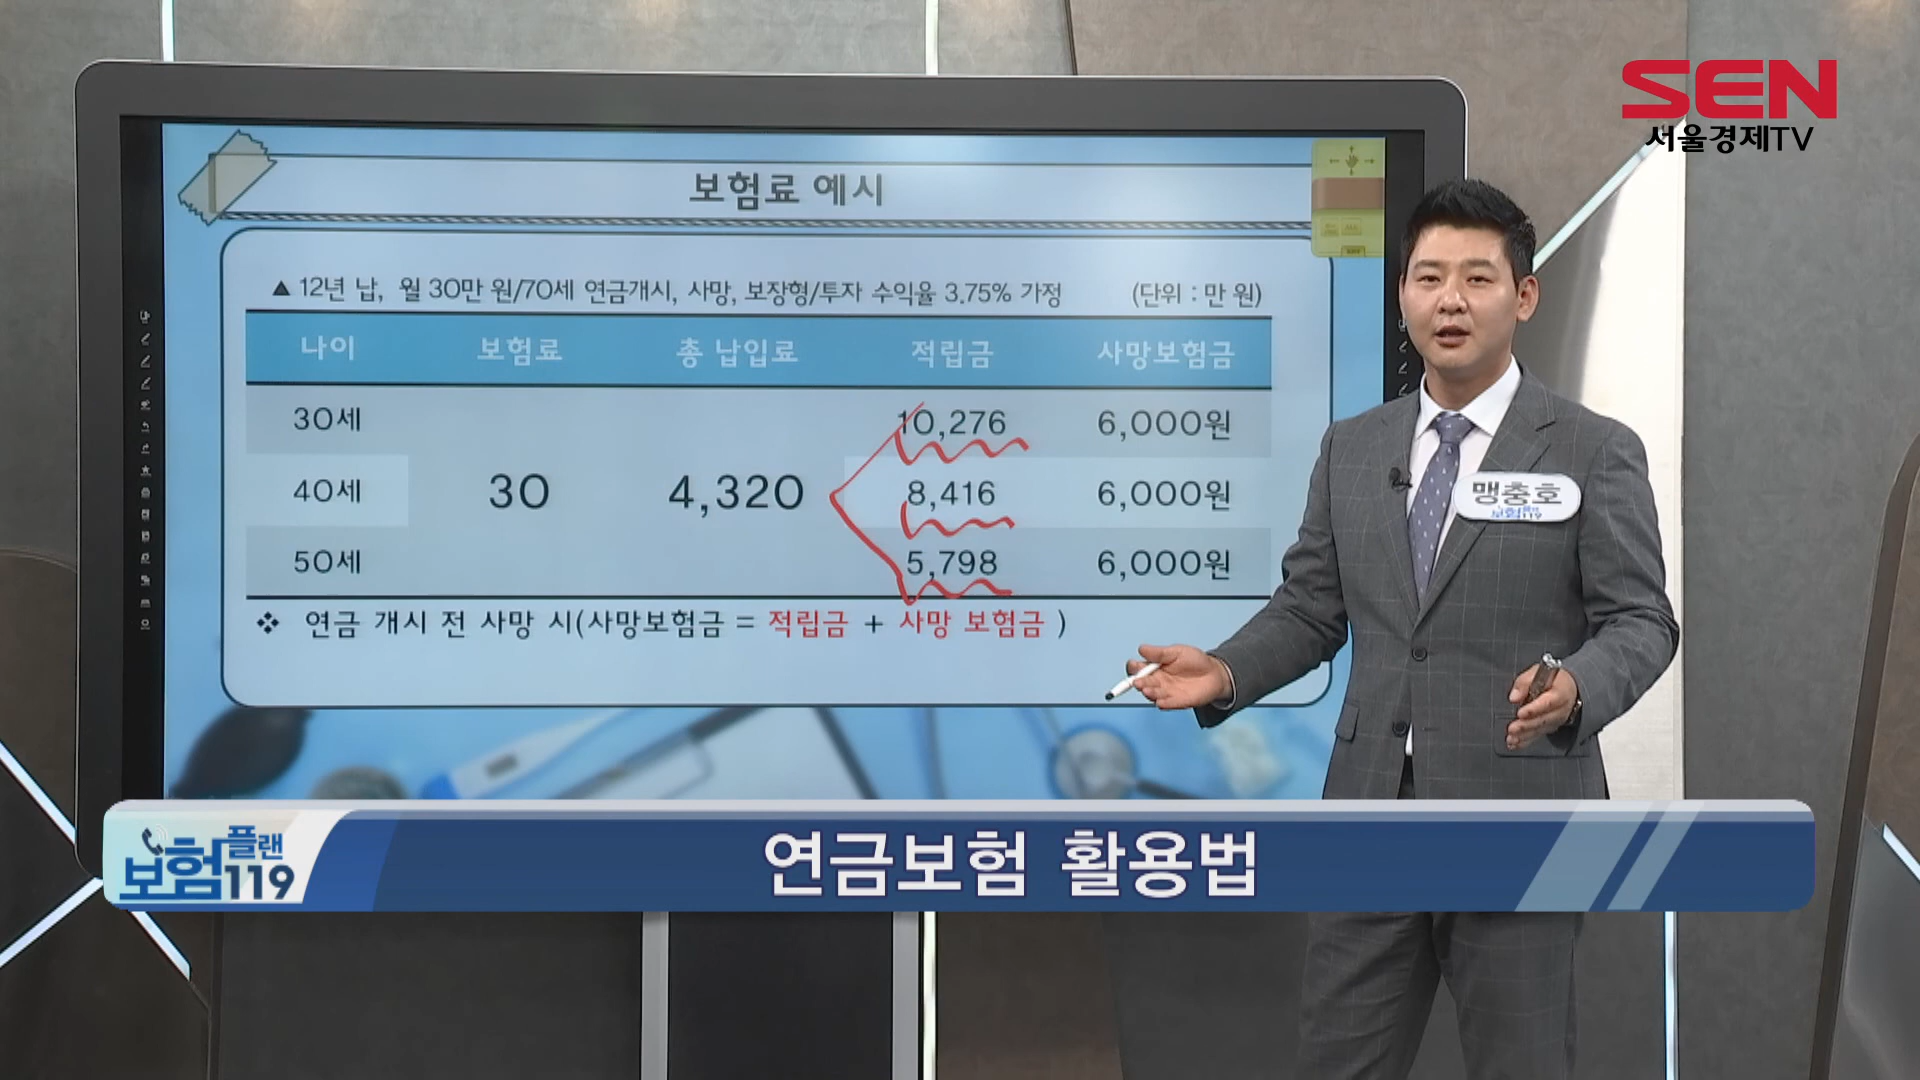 SEN
서울경제TV
보험료 예시
▲ 12년 납, 월 30만 원/70세 연금개시, 사망, 보장형/투자 수익율 3.75% 가정 (단위 : 만 원)
나이 보험료 총 납입료 적립금 사망보험금
30세 10,276 6,000원
40세 30 4,320 8,416 6,000원
50세 5,798 6,000원
❖ 연금 개시 전 사망 시(사망보험금 = 적립금 + 사망 보험금 )
맹충호
보험플랜119
보험플랜119
연금보험 활용법